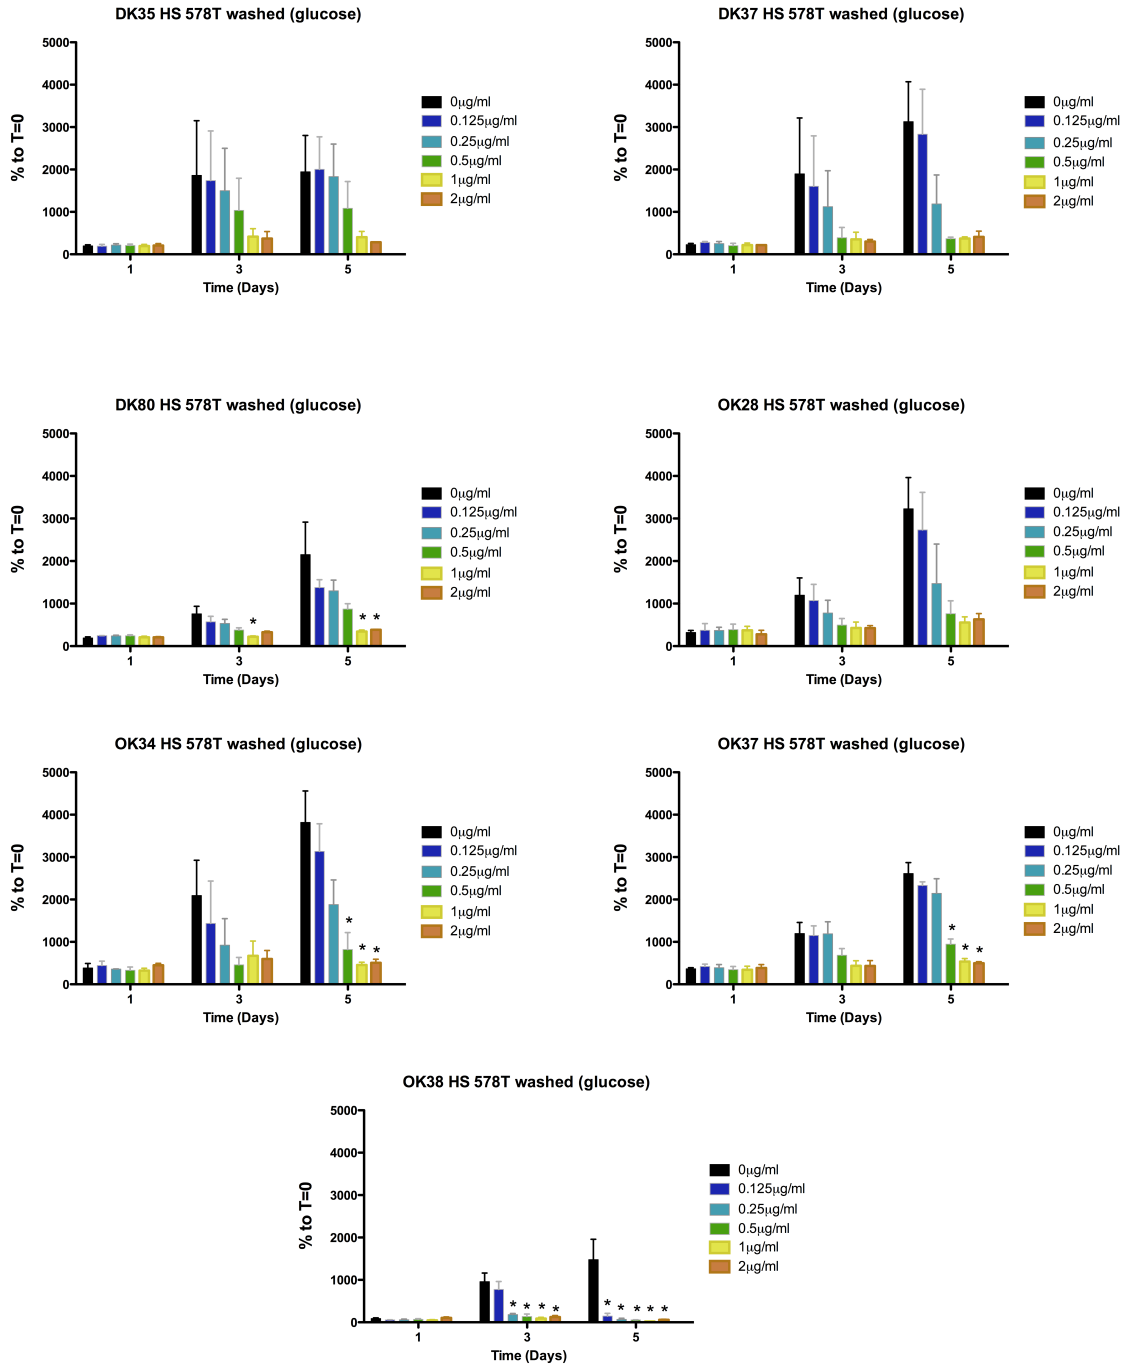 DK35 HS 578T washed (glucose)
5000
4000
3000
2000
1000
0
% to T=0
1
3
5
Time (Days)
0μg/ml
0.125μg/ml
0.25μg/ml
0.5μg/ml
1μg/ml
2μg/ml
DK37 HS 578T washed (glucose)
5000
4000
3000
2000
1000
0
% to T=0
1
3
5
Time (Days)
0μg/ml
0.125μg/ml
0.25μg/ml
0.5μg/ml
1μg/ml
2μg/ml
DK80 HS 578T washed (glucose)
5000
4000
3000
2000
1000
0
% to T=0
*
* *
1
3
5
Time (Days)
0μg/ml
0.125μg/ml
0.25μg/ml
0.5μg/ml
1μg/ml
2μg/ml
OK28 HS 578T washed (glucose)
5000
4000
3000
2000
1000
0
% to T=0
1
3
5
Time (Days)
0μg/ml
0.125μg/ml
0.25μg/ml
0.5μg/ml
1μg/ml
2μg/ml
OK34 HS 578T washed (glucose)
5000
4000
3000
2000
1000
0
% to T=0
*
* *
1
3
5
Time (Days)
0μg/ml
0.125μg/ml
0.25μg/ml
0.5μg/ml
1μg/ml
2μg/ml
OK37 HS 578T washed (glucose)
5000
4000
3000
2000
1000
0
% to T=0
*
* *
1
3
5
Time (Days)
0μg/ml
0.125μg/ml
0.25μg/ml
0.5μg/ml
1μg/ml
2μg/ml
OK38 HS 578T washed (glucose)
5000
4000
3000
2000
1000
0
% to T=0
* * * *
* * * * *
1
3
5
Time (Days)
0μg/ml
0.125μg/ml
0.25μg/ml
0.5μg/ml
1μg/ml
2μg/ml